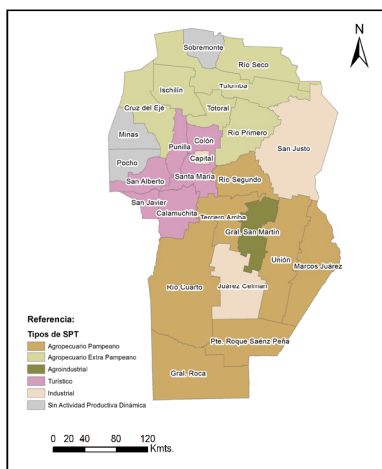 N
Sobremonte
Río Seco
Tulumba
Ischilín
Cruz del Eje
Totoral
Río Primero
Minas
Colón
San Justo
Punilla
Capital
Pocho
San Alberto
Santa María
Río Segundo
San Javier
Calamuchita
Tercero Arriba
Gral. San Martín
Unión
Marcos Juárez
Río Cuarto
Juárez Celman
Pte. Roque Saénz Peña
Gral. Roca
Referencia:
Tipos de SPT
Agropecuario Pampeano
Agropecuario Extra Pampeano
Agroindustrial
Turístico
Industrial
Sin Actividad Productiva Dinámica
0 20 40 80 120
Kmts.